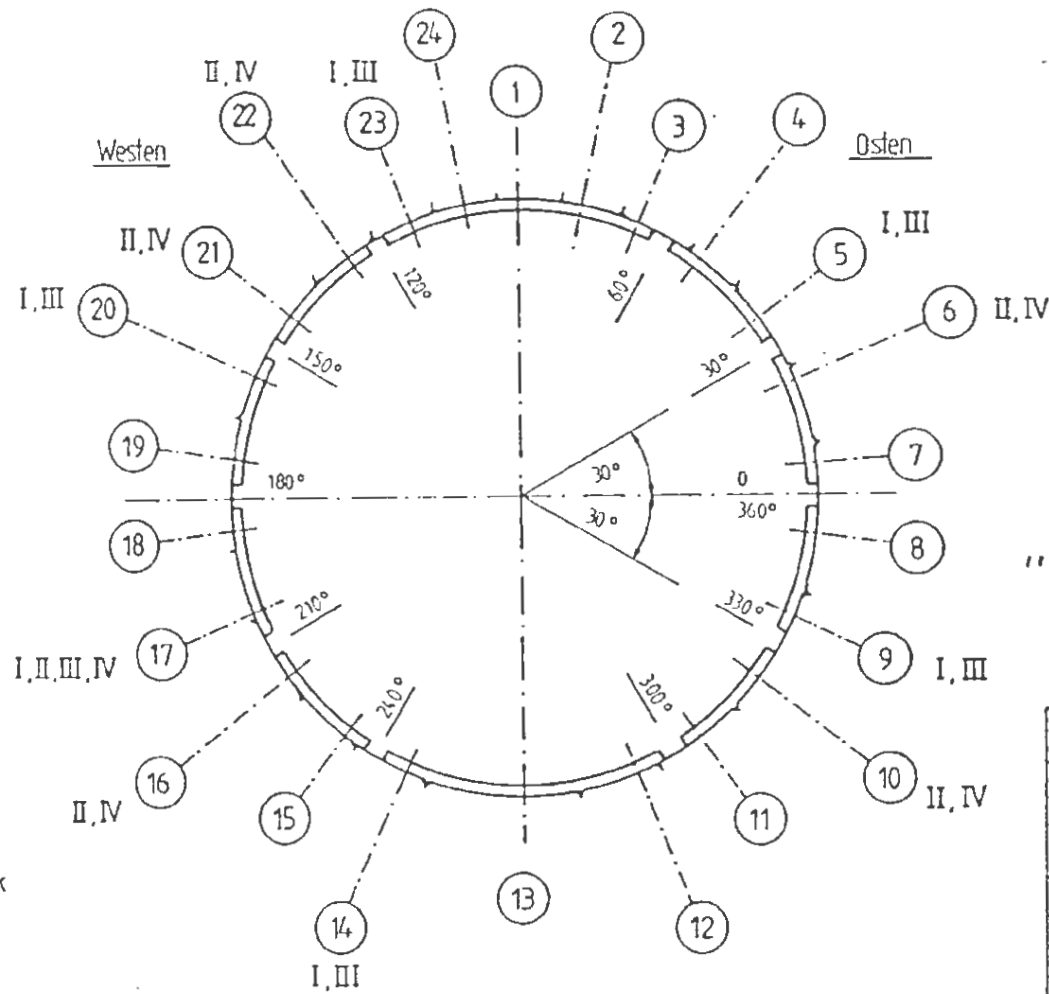 24
2
II, IV
I, III
1
22
23
3
4
Westen
Osten
I, III
II, IV
21
5
I, III
20
120°
60°
6
II, IV
150°
30°
19
30°
7
180°
0
360°
30°
18
8
"
210°
330°
17
9
I, II, III, IV
I, III
240°
300°
16
10
II, IV
II, IV
15
11
13
14
12
I, III